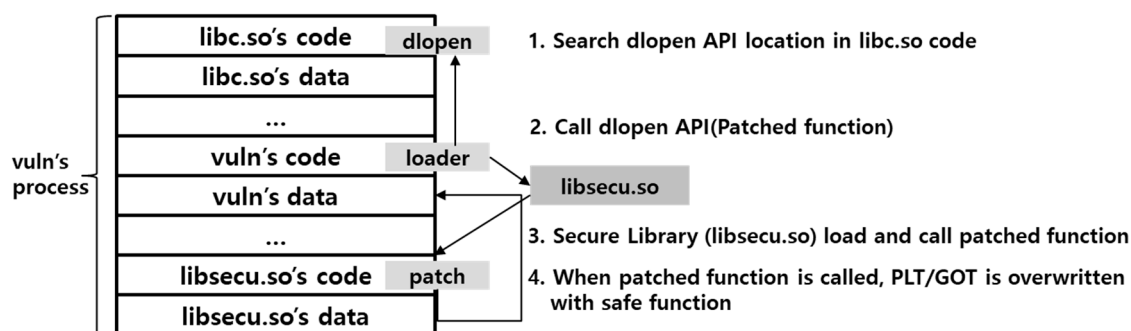 libc.so's code
dlopen
libc.so's data
...
vuln's code
loader
vuln's data
...
libsecu.so's code
patch
libsecu.so's data
vuln's
process
libsecu.so
1. Search dlopen API location in libc.so code
2. Call dlopen API(Patched function)
3. Secure Library (libsecu.so) load and call patched function
4. When patched function is called, PLT/GOT is overwritten
with safe function